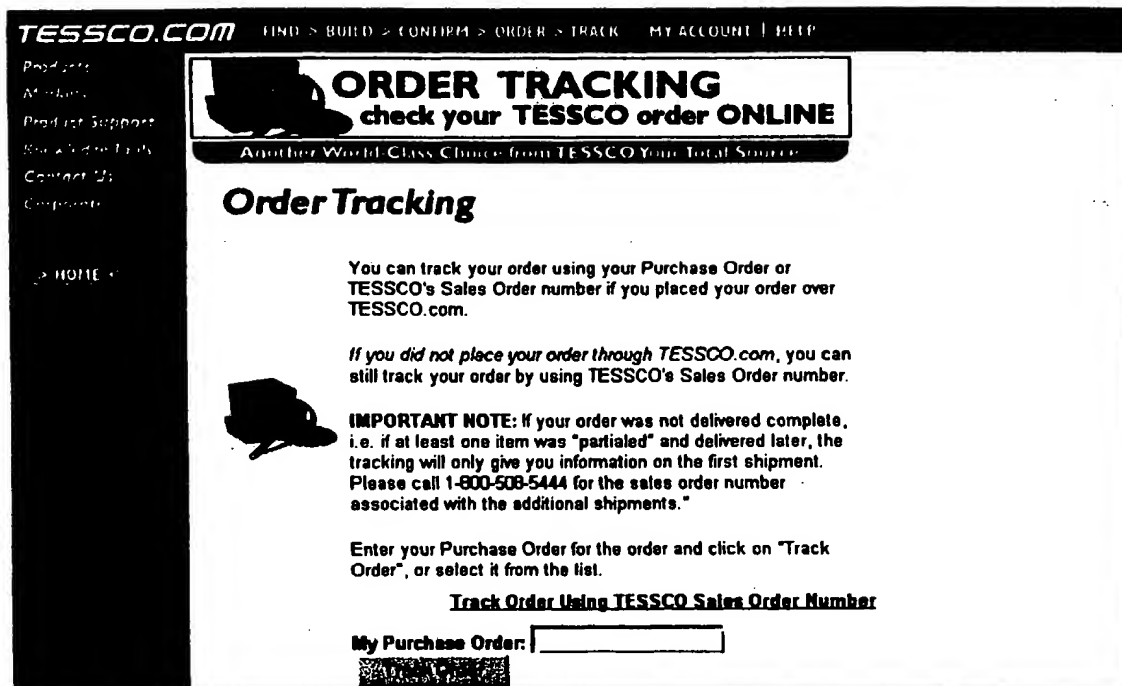 TESSCO.COM FIND > BUILD > CONFIRM > ORDER > TRACK MY ACCOUNT | HELP
Products
Markets
Product Support
Knowledge Tools
Contact Us
Corporate
> HOME <
ORDER TRACKING
check your TESSCO order ONLINE
Another World-Class Choice from TESSCO Your Total Source
Order Tracking
You can track your order using your Purchase Order or
TESSCO's Sales Order number if you placed your order over
TESSCO.com.
If you did not place your order through TESSCO.com, you can
still track your order by using TESSCO's Sales Order number.
IMPORTANT NOTE: If your order was not delivered complete,
i.e. if at least one item was "partialed" and delivered later, the
tracking will only give you information on the first shipment.
Please call 1-800-508-5444 for the sales order number
associated with the additional shipments."
Enter your Purchase Order for the order and click on "Track
Order", or select it from the list.
Track Order Using TESSCO Sales Order Number
My Purchase Order: